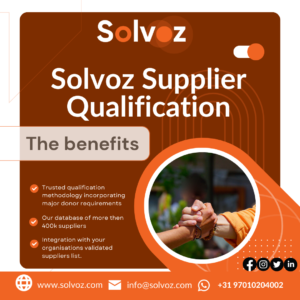 Solvoz
Solvoz Supplier
Qualification
The benefits
Trusted qualification
methodology incorporating
major donor requirements
Our database of more then
400k suppliers
Integration with your
organisations validated
suppliers list.
www.solvoz.com info@solvoz.com +31 97010204002